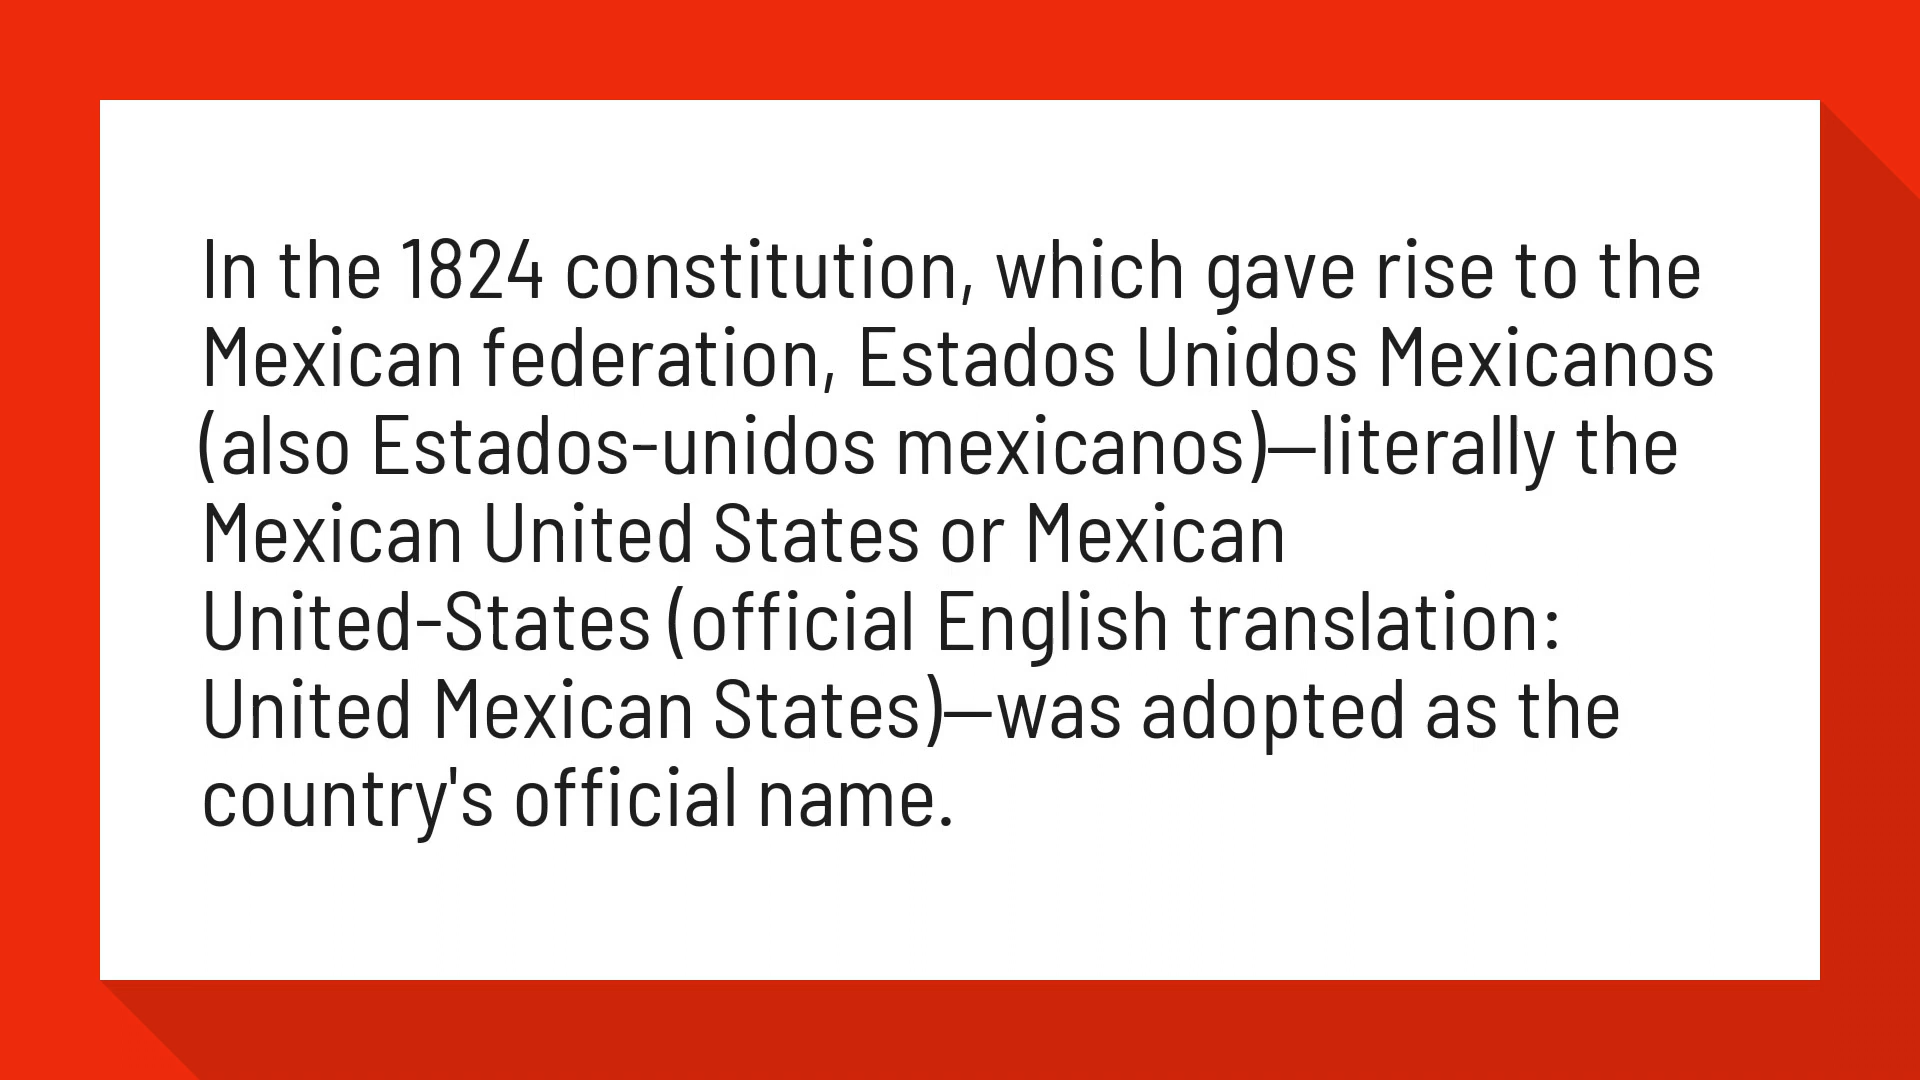 In the 1824 constitution, which gave rise to the
Mexican federation, Estados Unidos Mexicanos
(also Estados-unidos mexicanos)—literally the
Mexican United States or Mexican
United-States (official English translation:
United Mexican States)—was adopted as the
country's official name.